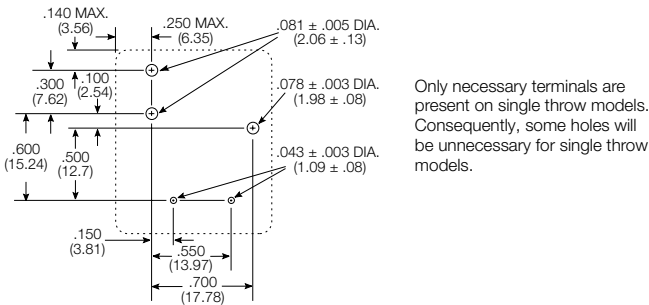 .140 MAX.
(3.56)
.250 MAX.
(6.35)
.081 ± .005 DIA.
(2.06 ± .13)
.300
(7.62)
.100
(2.54)
.078 ± .003 DIA.
(1.98 ± .08)
.600
(15.24)
.500
(12.7)
.043 ± .003 DIA.
(1.09 ± .08)
.150
(3.81)
.550
(13.97)
.700
(17.78)
Only necessary terminals are
present on single throw models.
Consequently, some holes will
be unnecessary for single throw
models.